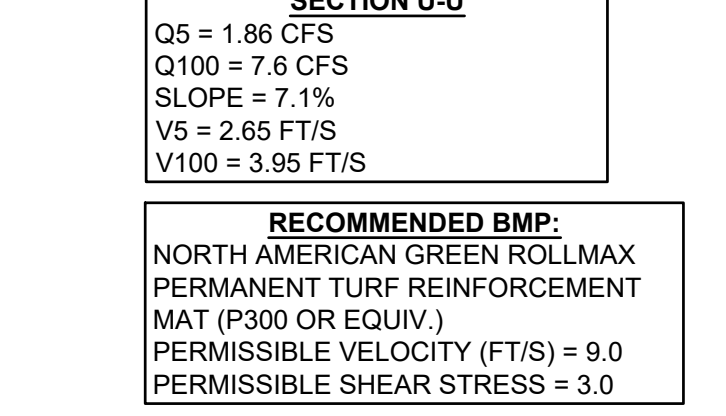 SECTION U-U
Q5 = 1.86 CFS
Q100 = 7.6 CFS
SLOPE = 7.1%
V5 = 2.65 FT/S
V100 = 3.95 FT/S
RECOMMENDED BMP:
NORTH AMERICAN GREEN ROLLMAX
PERMANENT TURF REINFORCEMENT
MAT (P300 OR EQUIV.)
PERMISSIBLE VELOCITY (FT/S) = 9.0
PERMISSIBLE SHEAR STRESS = 3.0